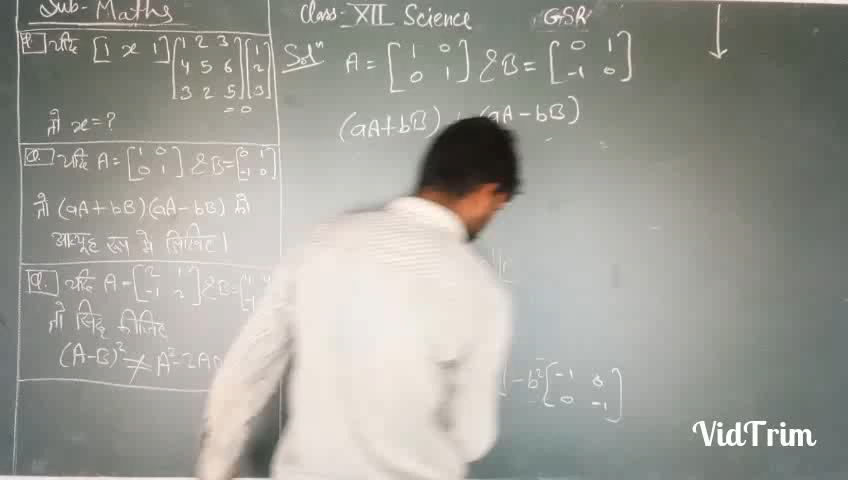 Sub- Maths
Class- XII Science GSR
Q. यदि [1 x 1] [1 2 3 [1
4 5 6 2
3 2 5] 3]
= 0
तो x = ?
Q. यदि A = [1 0 & B = [0 1
0 1] -1 0]
तो (aA+bB)(aA-bB) को
आव्यूह रूप में लिखिए।
Q. यदि A = [2 1 & B =
-1 2]
तो सिद्ध कीजिए
(A-B)² ≠ A²-2A
Solⁿ A = [1 0 & B = [0 1
0 1] -1 0]
(aA+bB) . (aA-bB)
-b² [-1 0
0 -1]
VidTrim